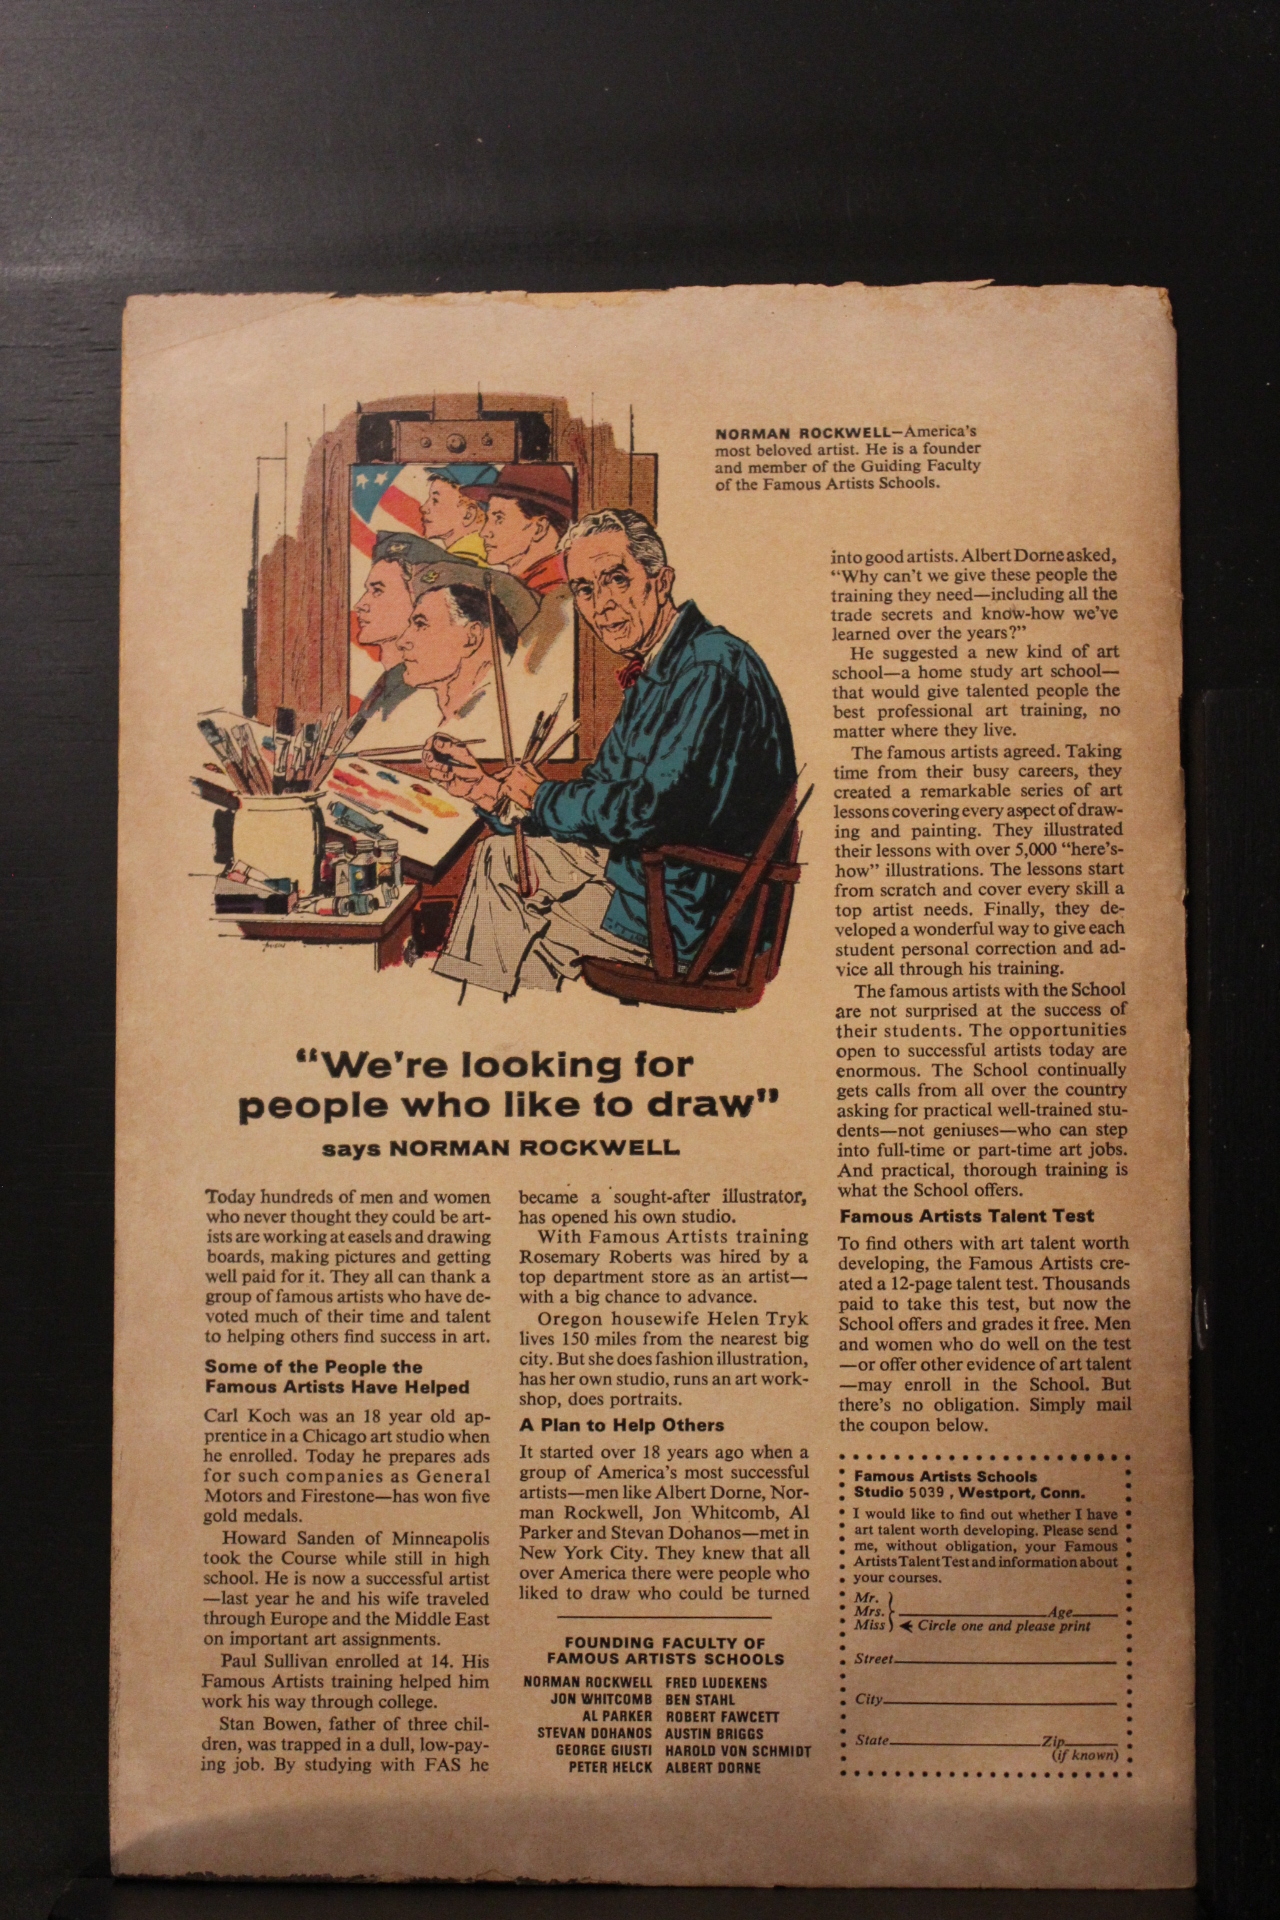 NORMAN ROCKWELL—America's
most beloved artist. He is a founder
and member of the Guiding Faculty
of the Famous Artists Schools.
"We're looking for
people who like to draw"
says NORMAN ROCKWELL
Today hundreds of men and women
who never thought they could be art-
ists are working at easels and drawing
boards, making pictures and getting
well paid for it. They all can thank a
group of famous artists who have de-
voted much of their time and talent
to helping others find success in art.
Some of the People the
Famous Artists Have Helped
Carl Koch was an 18 year old ap-
prentice in a Chicago art studio when
he enrolled. Today he prepares ads
for such companies as General
Motors and Firestone—has won five
gold medals.
Howard Sanden of Minneapolis
took the Course while still in high
school. He is now a successful artist
—last year he and his wife traveled
through Europe and the Middle East
on important art assignments.
Paul Sullivan enrolled at 14. His
Famous Artists training helped him
work his way through college.
Stan Bowen, father of three chil-
dren, was trapped in a dull, low-pay-
ing job. By studying with FAS he
became a sought-after illustrator,
has opened his own studio.
With Famous Artists training
Rosemary Roberts was hired by a
top department store as an artist—
with a big chance to advance.
Oregon housewife Helen Tryk
lives 150 miles from the nearest big
city. But she does fashion illustration,
has her own studio, runs an art work-
shop, does portraits.
A Plan to Help Others
It started over 18 years ago when a
group of America's most successful
artists—men like Albert Dorne, Nor-
man Rockwell, Jon Whitcomb, Al
Parker and Stevan Dohanos—met in
New York City. They knew that all
over America there were people who
liked to draw who could be turned
FOUNDING FACULTY OF
FAMOUS ARTISTS SCHOOLS
NORMAN ROCKWELL FRED LUDEKENS
JON WHITCOMB BEN STAHL
AL PARKER ROBERT FAWCETT
STEVAN DOHANOS AUSTIN BRIGGS
GEORGE GIUSTI HAROLD VON SCHMIDT
PETER HELCK ALBERT DORNE
into good artists. Albert Dorne asked,
"Why can't we give these people the
training they need—including all the
trade secrets and know-how we've
learned over the years?"
He suggested a new kind of art
school—a home study art school—
that would give talented people the
best professional art training, no
matter where they live.
The famous artists agreed. Taking
time from their busy careers, they
created a remarkable series of art
lessons covering every aspect of draw-
ing and painting. They illustrated
their lessons with over 5,000 "here's-
how" illustrations. The lessons start
from scratch and cover every skill a
top artist needs. Finally, they de-
veloped a wonderful way to give each
student personal correction and ad-
vice all through his training.
The famous artists with the School
are not surprised at the success of
their students. The opportunities
open to successful artists today are
enormous. The School continually
gets calls from all over the country
asking for practical well-trained stu-
dents—not geniuses—who can step
into full-time or part-time art jobs.
And practical, thorough training is
what the School offers.
Famous Artists Talent Test
To find others with art talent worth
developing, the Famous Artists cre-
ated a 12-page talent test. Thousands
paid to take this test, but now the
School offers and grades it free. Men
and women who do well on the test
—or offer other evidence of art talent
—may enroll in the School. But
there's no obligation. Simply mail
the coupon below.
Famous Artists Schools
Studio 5039 , Westport, Conn.
I would like to find out whether I have
art talent worth developing. Please send
me, without obligation, your Famous
Artists Talent Test and information about
your courses.
Mr.
Mrs. Age
Miss Circle one and please print
Street
City
State Zip
(if known)